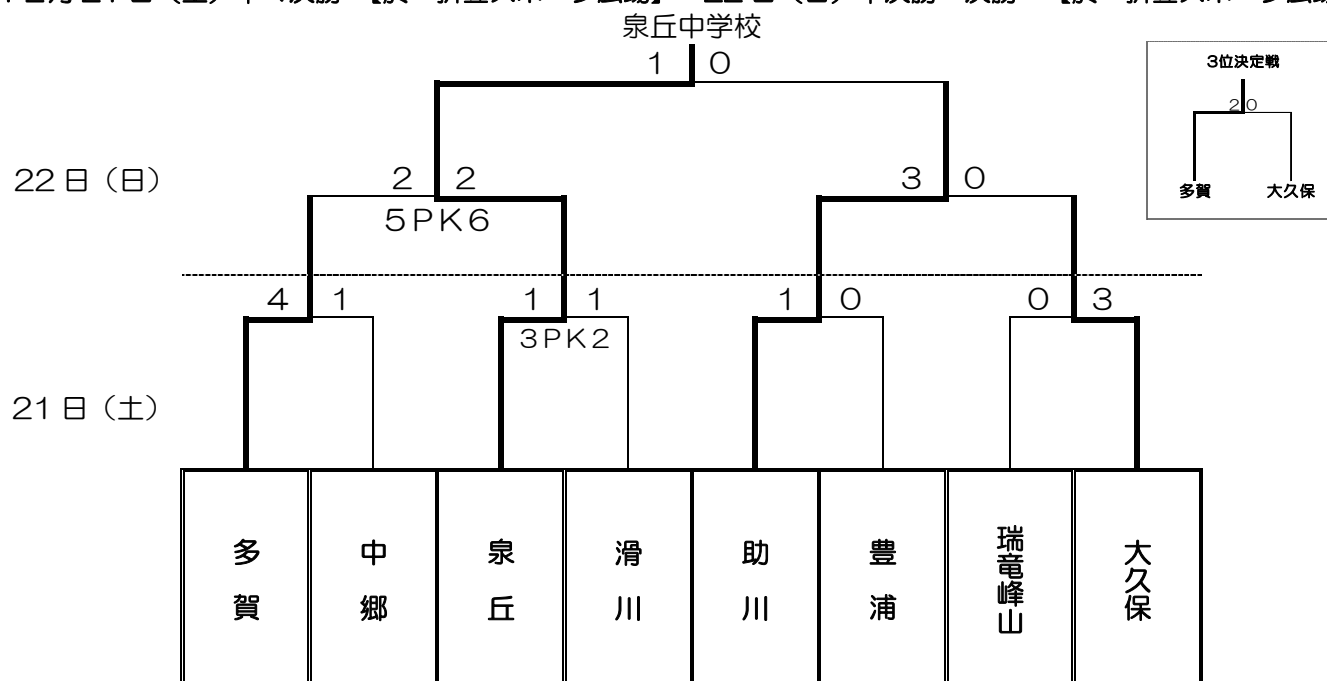 泉丘中学校
1 0
3位決定戦
2 0
多賀 大久保
22日（日）
2 2
3 0
5PK6
4 1
1 1
1 0
0 3
3PK2
21日（土）
多賀
中郷
泉丘
滑川
助川
豊浦
瑞竜峰山
大久保